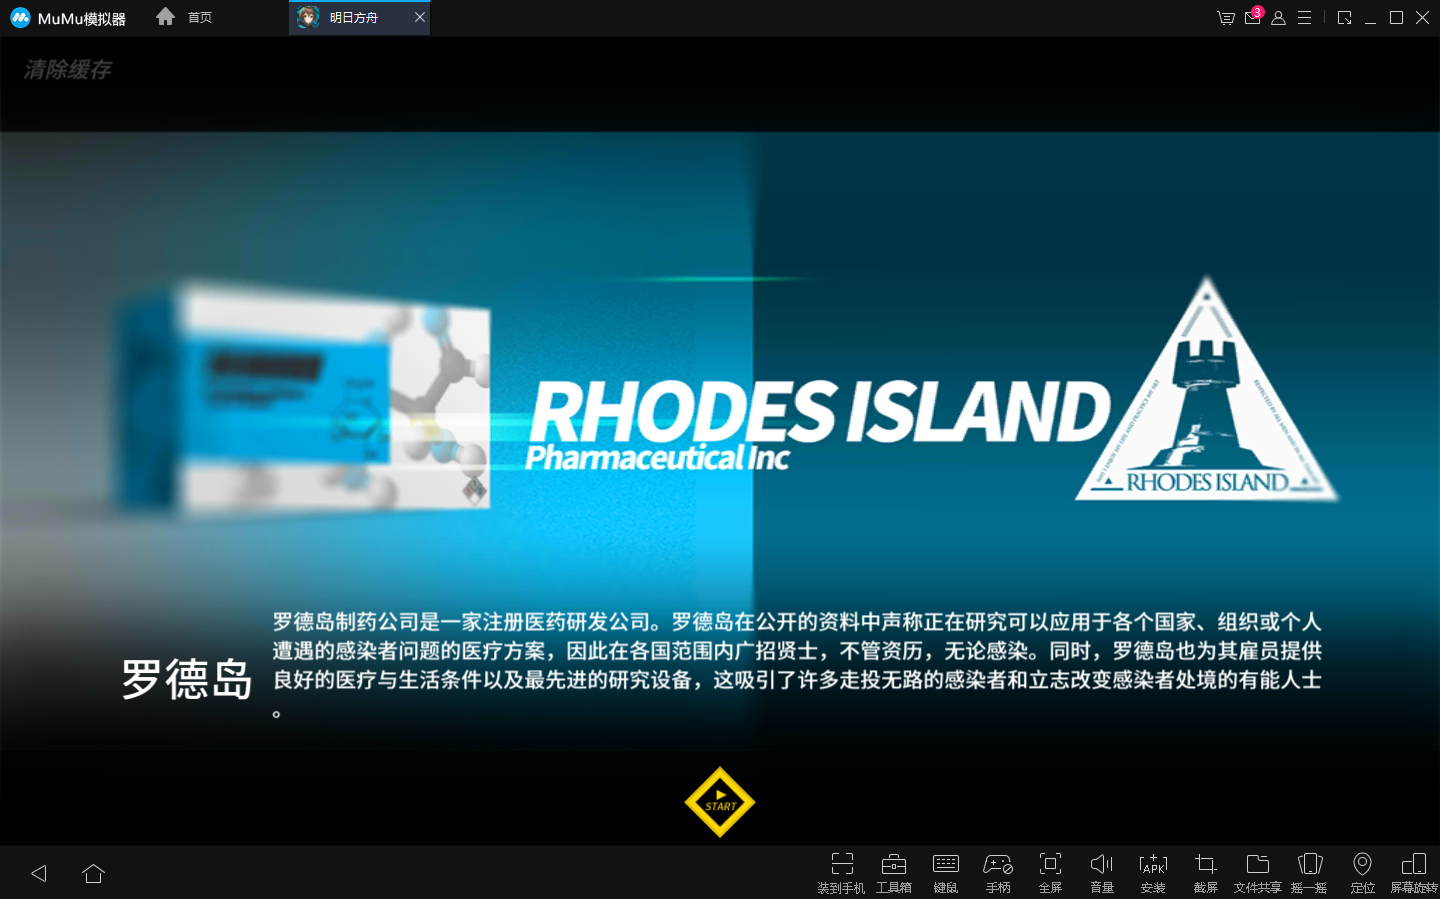 MuMu模拟器
首页
明日方舟
3
清除缓存
RHODES ISLAND
Pharmaceutical Inc
RHODES ISLAND
罗德岛
罗德岛制药公司是一家注册医药研发公司。罗德岛在公开的资料中声称正在研究可以应用于各个国家、组织或个人
遭遇的感染者问题的医疗方案，因此在各国范围内广招贤士，不管资历，无论感染。同时，罗德岛也为其雇员提供
良好的医疗与生活条件以及最先进的研究设备，这吸引了许多走投无路的感染者和立志改变感染者处境的有能人士
。
START
APK
装到手机
工具箱
键鼠
手柄
全屏
音量
安装
截屏
文件共享
摇一摇
定位
屏幕旋转